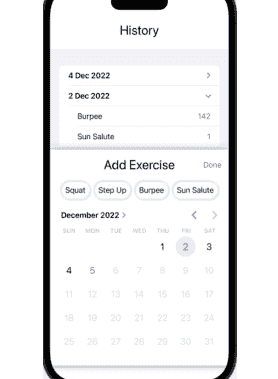 History
4 Dec 2022
2 Dec 2022
Burpee 142
Sun Salute 1
Add Exercise Done
Squat Step Up Burpee Sun Salute
December 2022
SUN MON TUE WED THU FRI SAT
1 2 3
4 5 6 7 8 9 10
11 12 13 14 15 16 17
18 19 20 21 22 23 24
25 26 27 28 29 30 31